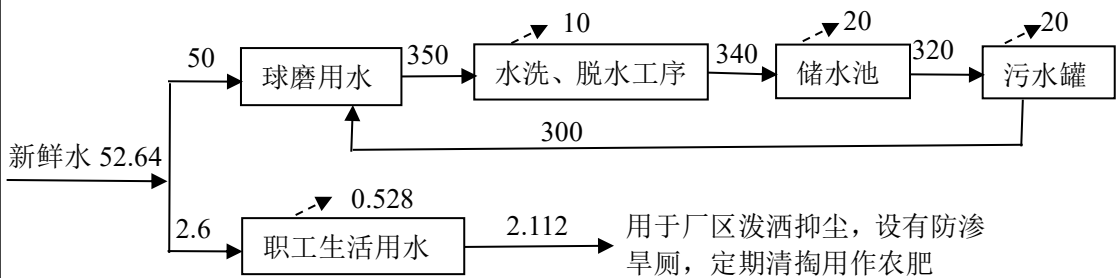 10
20
20
50
球磨用水
350
水洗、脱水工序
340
储水池
320
污水罐
300
新鲜水 52.64
0.528
2.6
职工生活用水
2.112
用于厂区泼洒抑尘，设有防渗
旱厕，定期清掏用作农肥